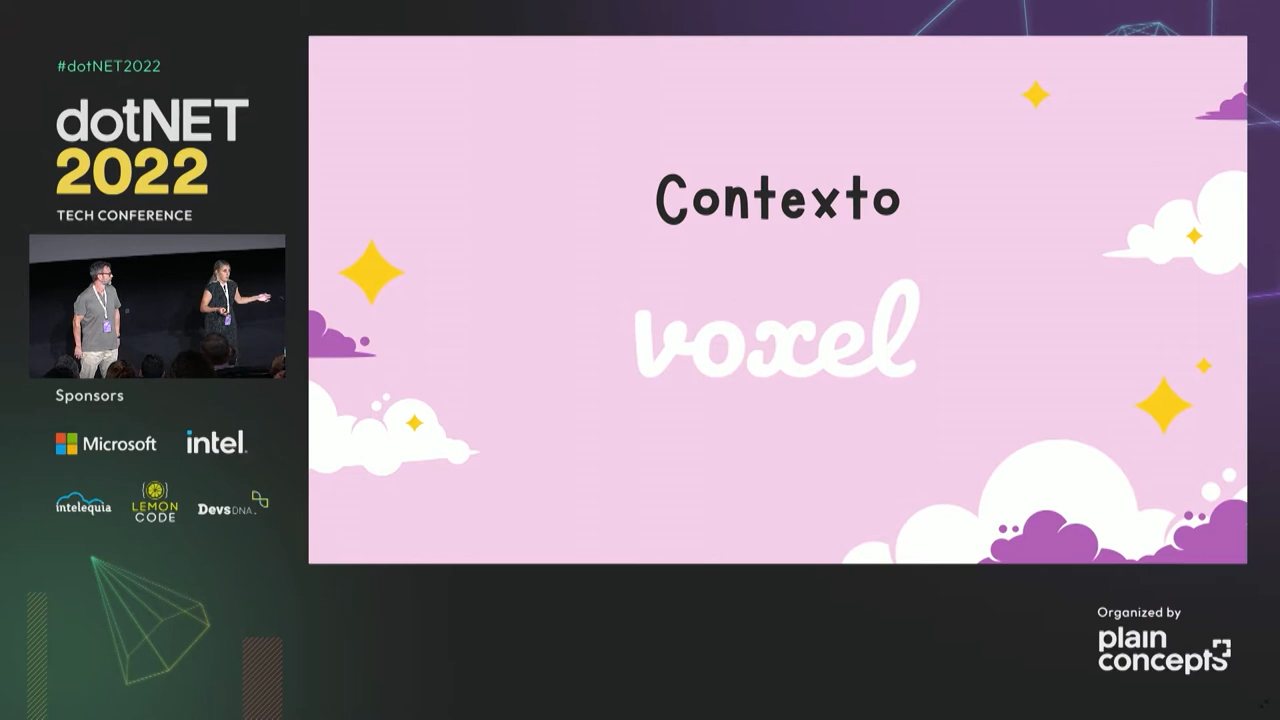 #dotNET2022
dotNET
2022
TECH CONFERENCE
Sponsors
Microsoft
intel.
intelequia
LEMON
CODE
DevsDNA.
Contexto
voxel
Organized by
plain
concepts